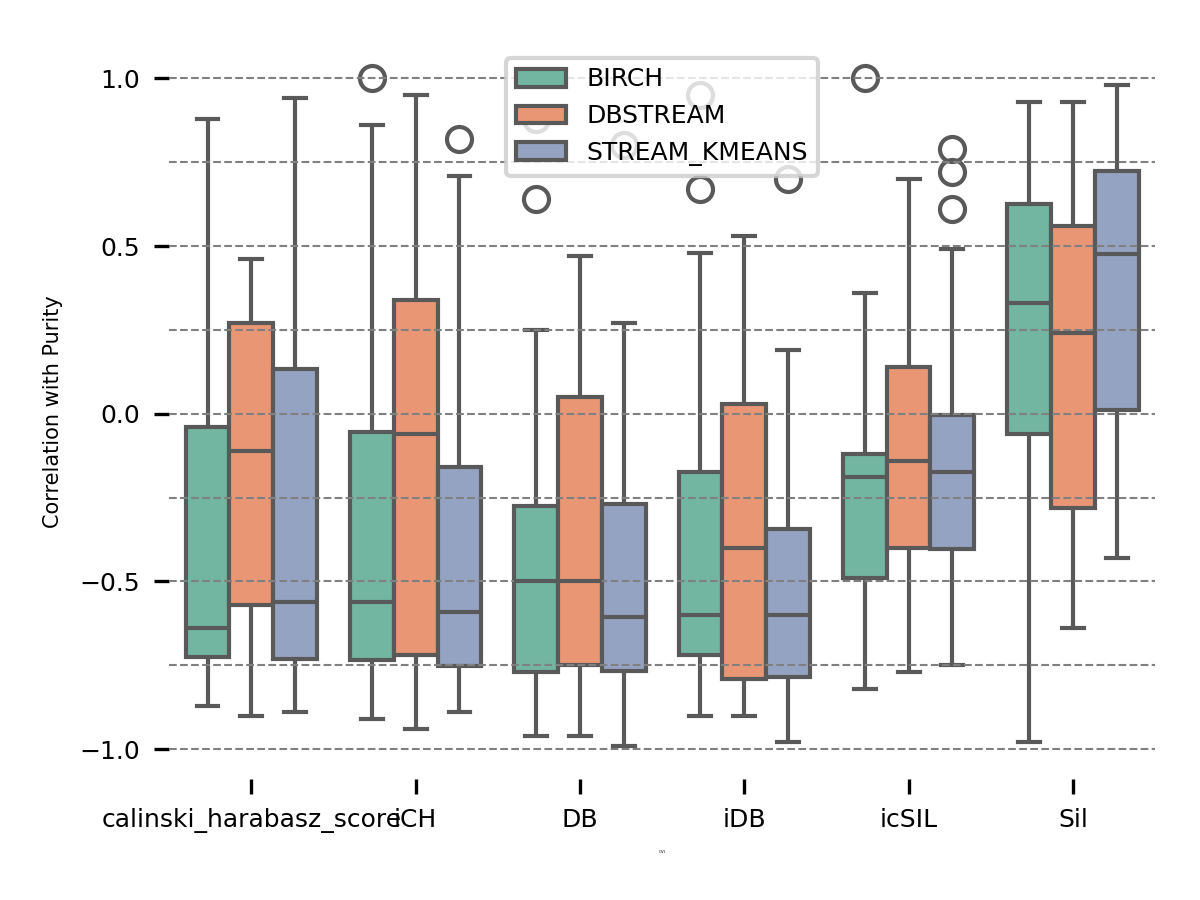 1.0
0.5
0.0
−0.5
−1.0
Correlation with Purity
BIRCH
DBSTREAM
STREAM_KMEANS
calinski_harabasz_score iCH DB iDB icSIL Sil